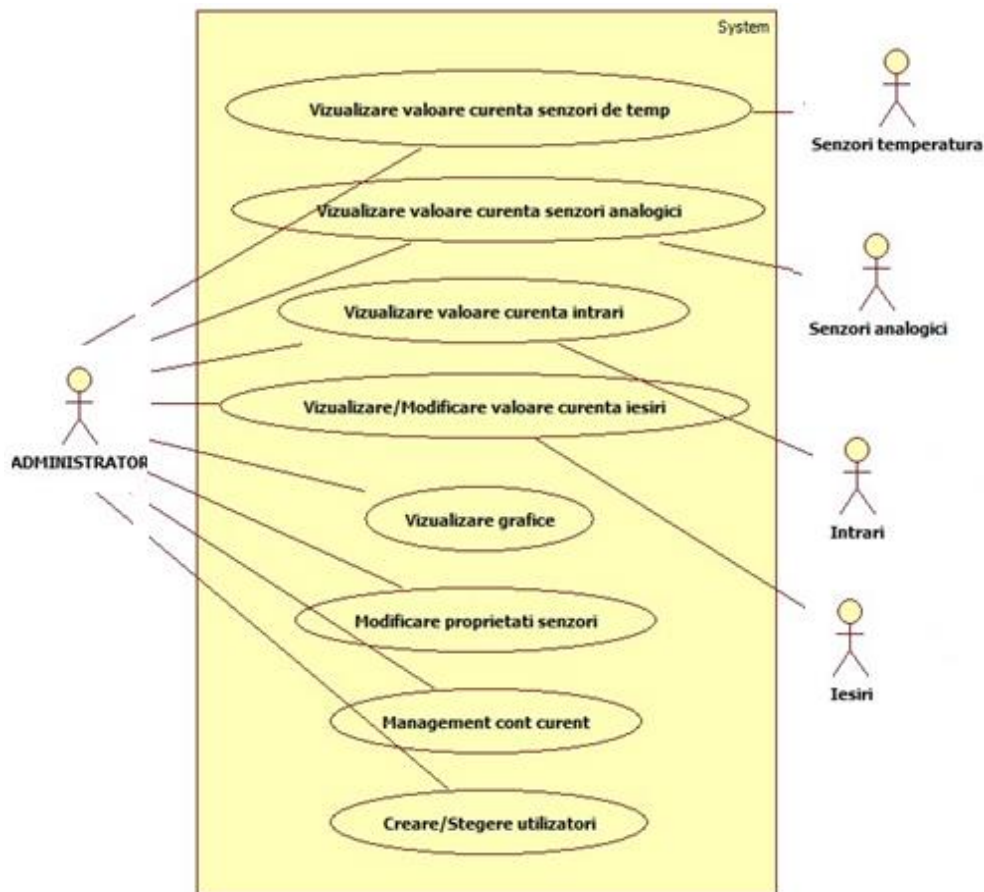 System
Vizualizare valoare curenta senzori de temp
Senzori temperatura
Vizualizare valoare curenta senzori analogici
Vizualizare valoare curenta intrari
Senzori analogici
Vizualizare/Modificare valoare curenta iesiri
ADMINISTRATOR
Vizualizare grafice
Intrari
Modificare proprietati senzori
Iesiri
Management cont curent
Creare/Stegere utilizatori